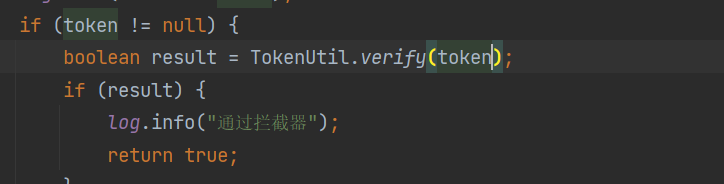 if (token != null) {
boolean result = TokenUtil.verify(token);
if (result) {
log.info("通过拦截器");
return true;